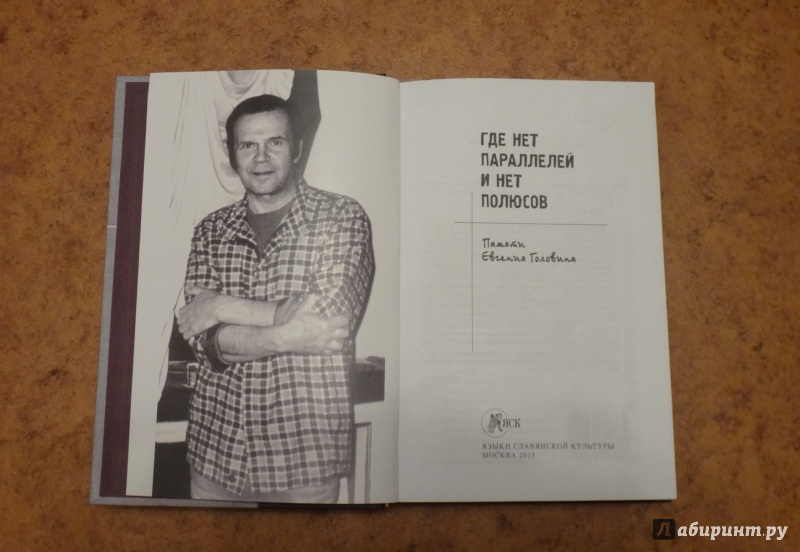 ГДЕ НЕТ
ПАРАЛЛЕЛЕЙ
И НЕТ
ПОЛЮСОВ
Памяти
Евгения Головина
ЯСК
ЯЗЫКИ СЛАВЯНСКОЙ КУЛЬТУРЫ
МОСКВА 2015
Лабиринт.ру